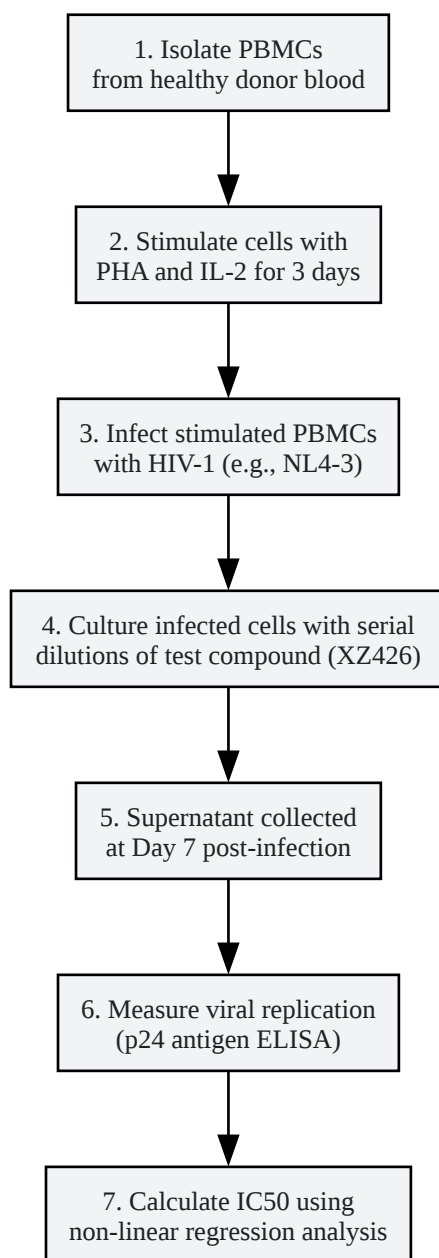 1. Isolate PBMCs
from healthy donor blood
2. Stimulate cells with
PHA and IL-2 for 3 days
3. Infect stimulated PBMCs
with HIV-1 (e.g., NL4-3)
4. Culture infected cells with serial
dilutions of test compound (XZ426)
5. Supernatant collected
at Day 7 post-infection
6. Measure viral replication
(p24 antigen ELISA)
7. Calculate IC50 using
non-linear regression analysis